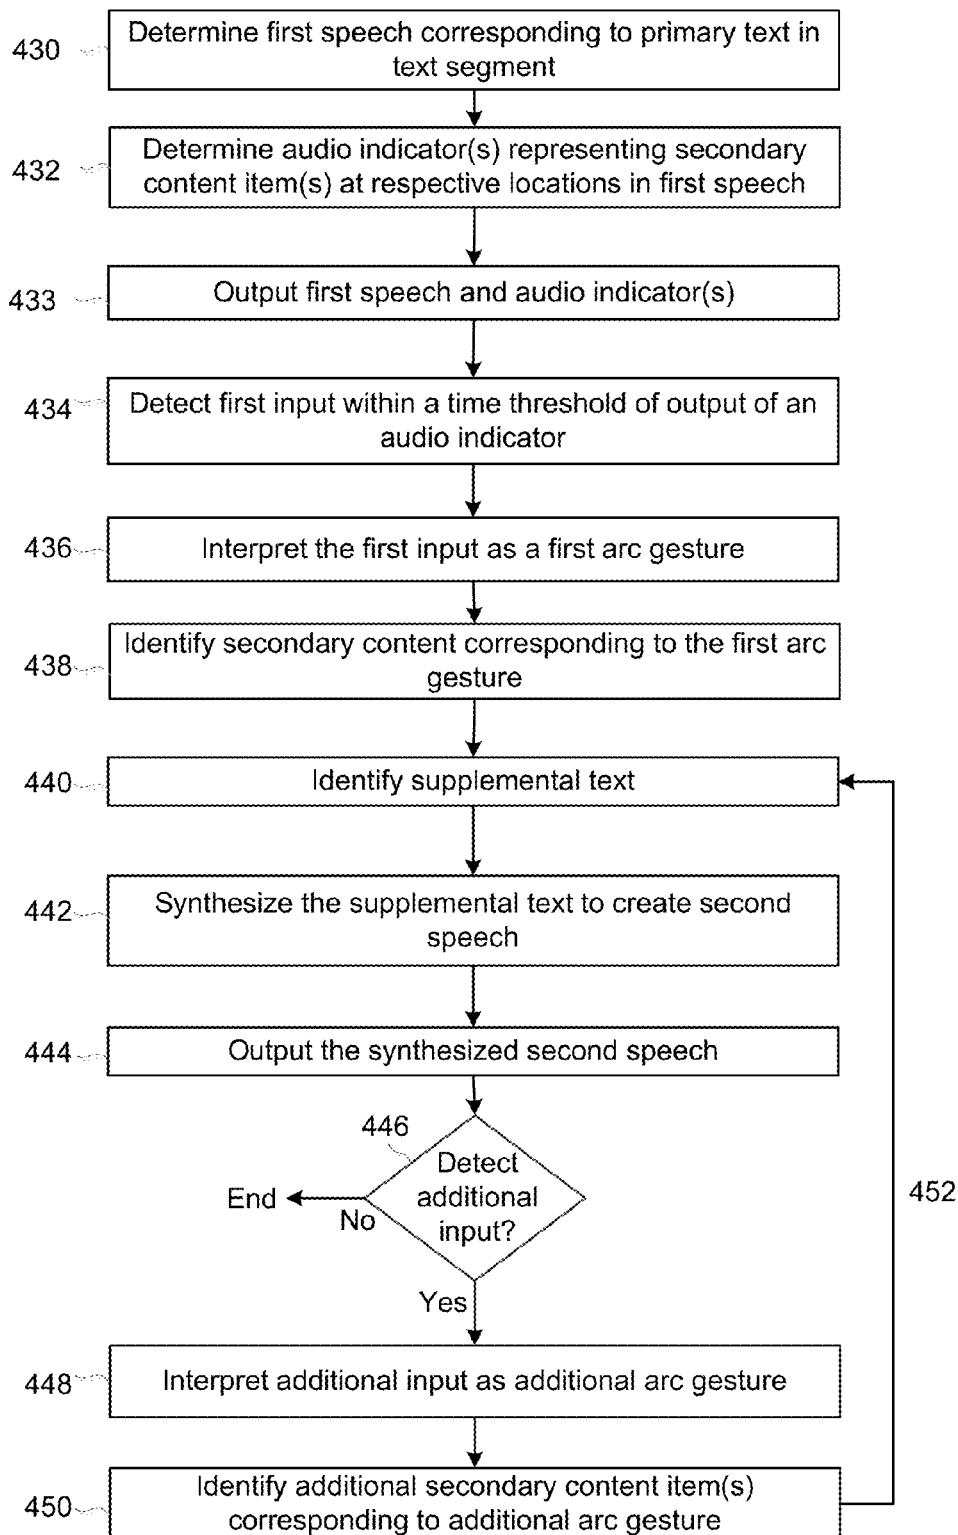 430
Determine first speech corresponding to primary text in
text segment
432
Determine audio indicator(s) representing secondary
content item(s) at respective locations in first speech
433
Output first speech and audio indicator(s)
434
Detect first input within a time threshold of output of an
audio indicator
436
Interpret the first input as a first arc gesture
438
Identify secondary content corresponding to the first arc
gesture
440
Identify supplemental text
442
Synthesize the supplemental text to create second
speech
444
Output the synthesized second speech
446
Detect
additional
input?
End
No
Yes
452
448
Interpret additional input as additional arc gesture
450
Identify additional secondary content item(s)
corresponding to additional arc gesture